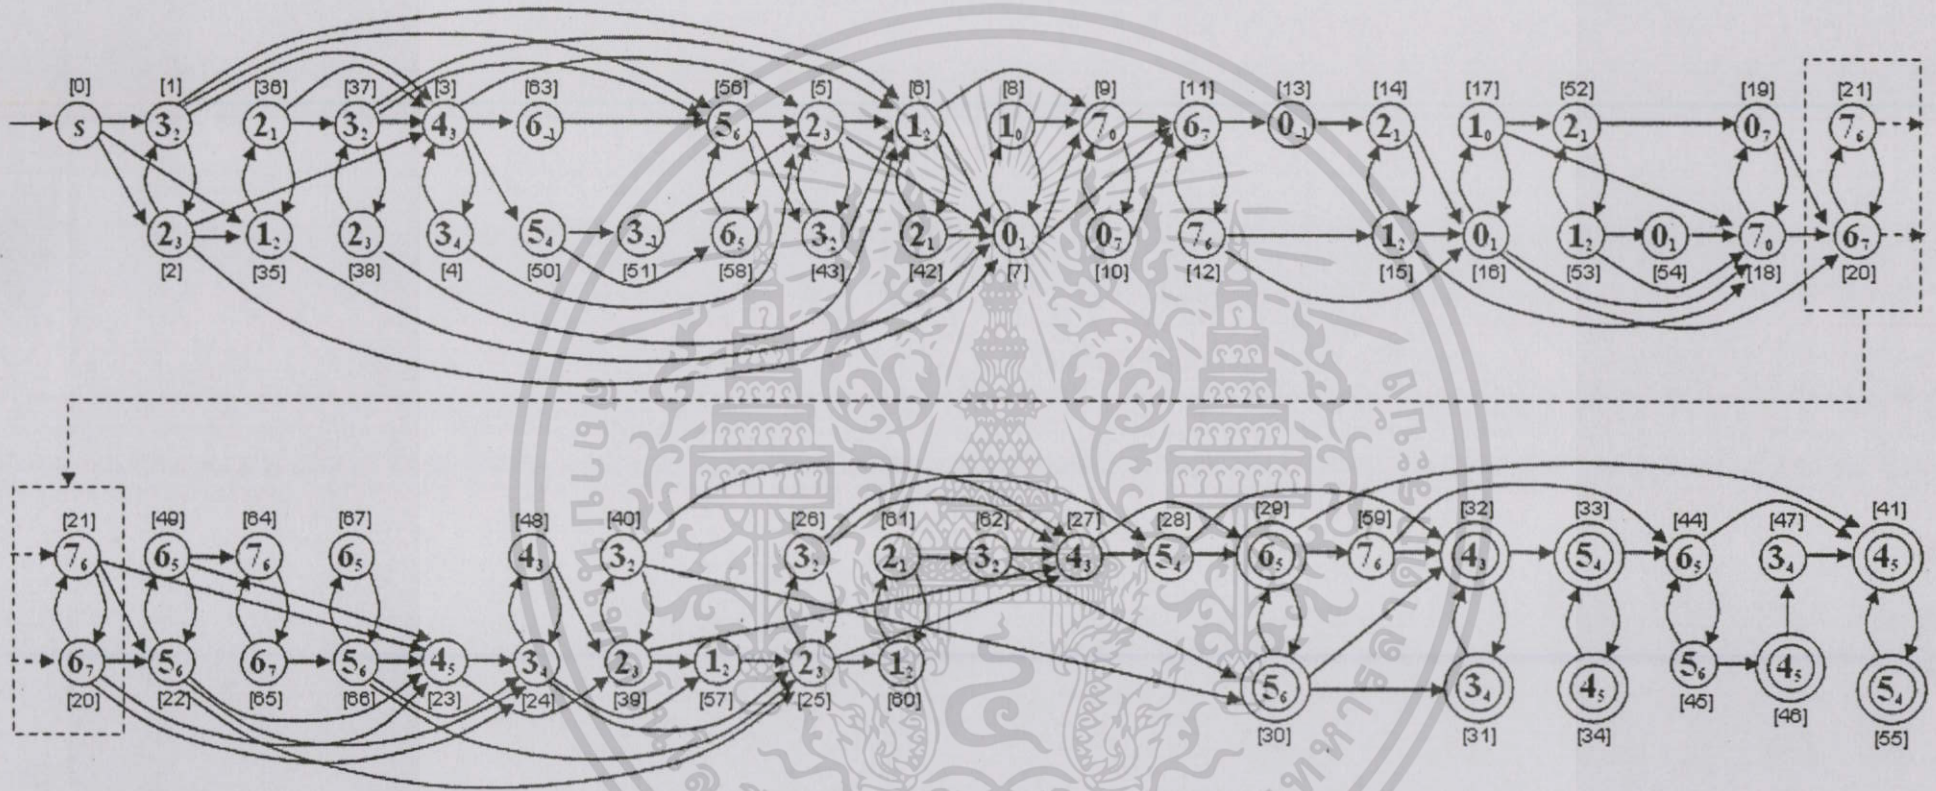 [0] [1] [36] [37] [3] [63] [56] [5] [6] [8] [9] [11] [13] [14] [17] [52] [19] [21]
s 3₂ 2₁ 3₂ 4₃ 6₋₁ 5₆ 2₃ 1₂ 1₀ 7₀ 6₇ 0₋₁ 2₁ 1₀ 2₁ 0₇ 7₆
2₃ 1₂ 2₃ 3₄ 5₄ 3₋₁ 6₅ 3₂ 2₁ 0₁ 0₇ 7₆ 1₂ 0₁ 1₂ 0₁ 7₀ 6₇
[2] [35] [38] [4] [50] [51] [58] [43] [42] [7] [10] [12] [15] [16] [53] [54] [18] [20]
[21] [49] [64] [67] [48] [40] [26] [61] [62] [27] [28] [29] [59] [32] [33] [44] [47] [41]
7₆ 6₅ 7₆ 6₅ 4₃ 3₂ 3₂ 2₁ 3₂ 4₃ 5₄ 6₅ 7₆ 4₃ 5₄ 6₅ 3₄ 4₅
6₇ 5₆ 6₇ 5₆ 4₅ 3₄ 2₃ 1₂ 2₃ 1₂ 5₆ 3₄ 4₅ 5₆ 4₅ 5₄
[20] [22] [65] [66] [23] [24] [39] [57] [25] [60] [30] [31] [34] [45] [46] [55]